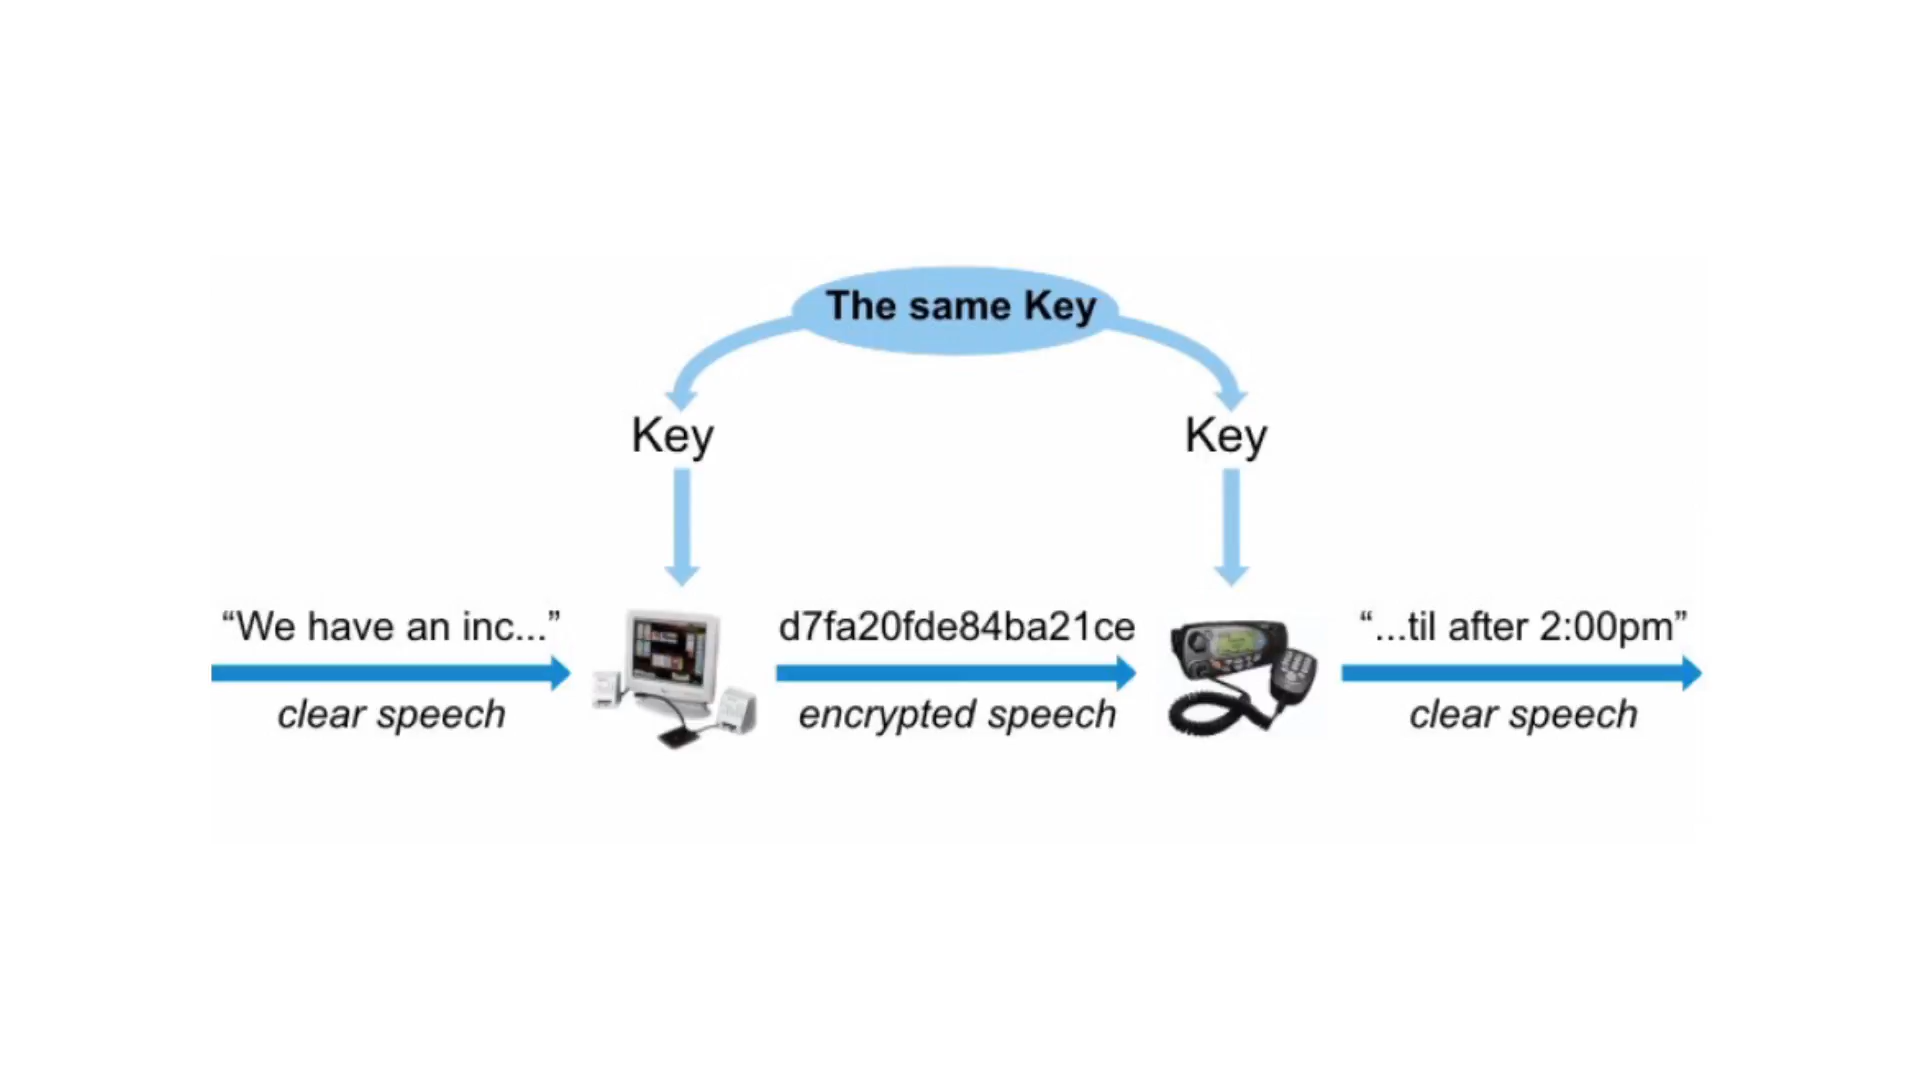 The same Key
Key
Key
“We have an inc...”
d7fa20fde84ba21ce
“...til after 2:00pm”
clear speech
encrypted speech
clear speech